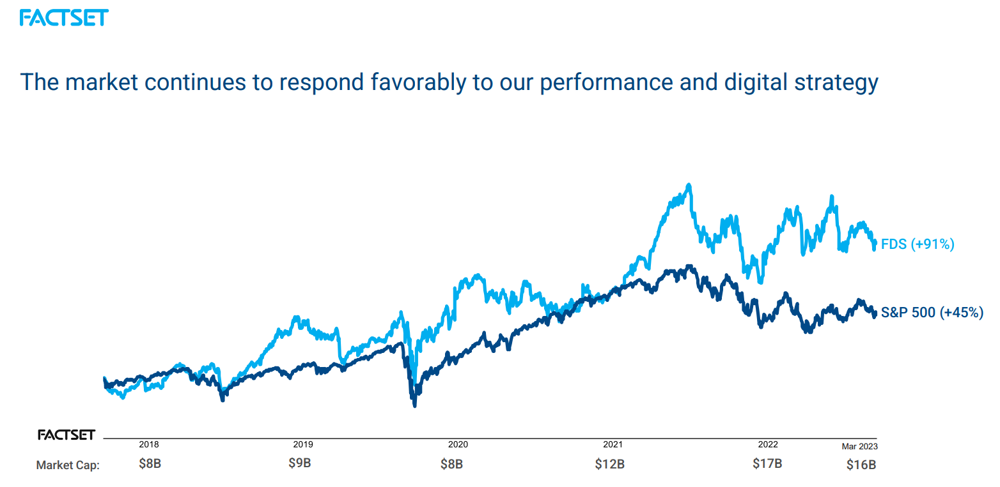 FACTSET
The market continues to respond favorably to our performance and digital strategy
FDS (+91%)
S&P 500 (+45%)
FACTSET
2018 2019 2020 2021 2022 Mar 2023
Market Cap: $8B $9B $8B $12B $17B $16B